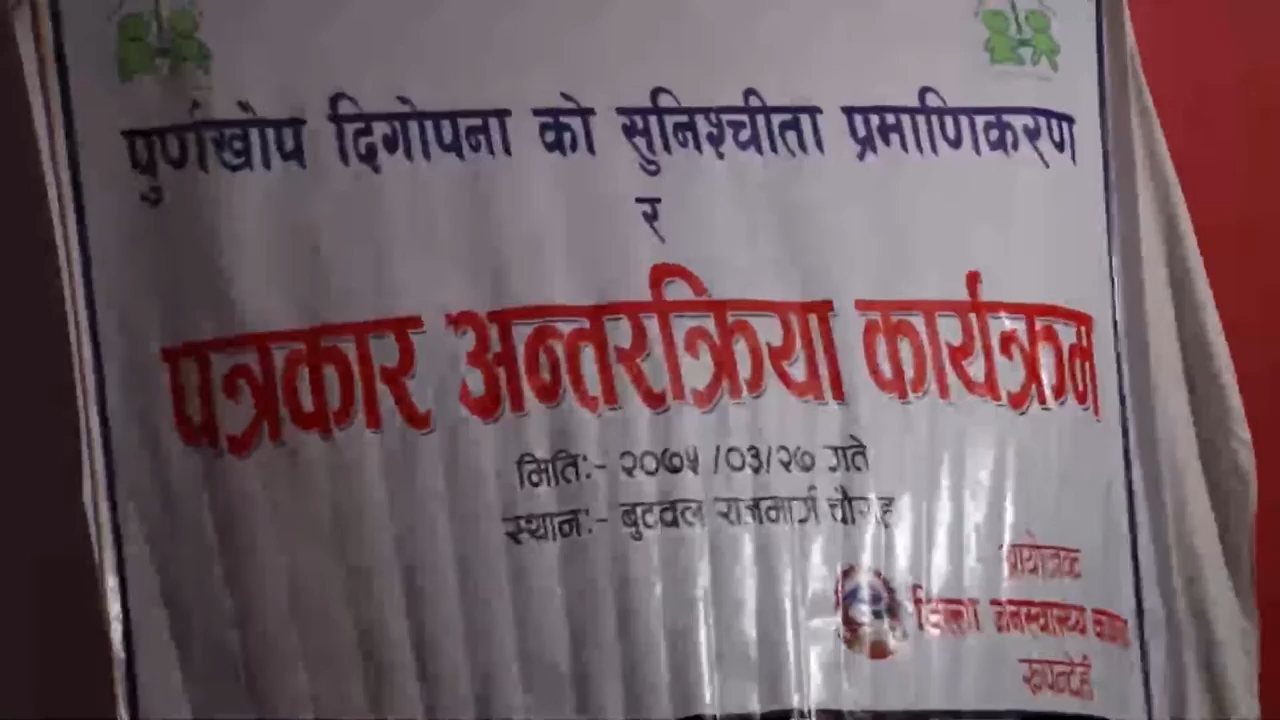 पुर्णखोप दिगोपना को सुनिश्चीता प्रमाणिकरण
र
पत्रकार अन्तरक्रिया कार्यक्रम
मिति:- २०७५ /०३/२७ गते
स्थान:- बुटवल राजमार्ग चौराह
आयोजक
जिल्ला जनस्वास्थ्य
रुपन्देही